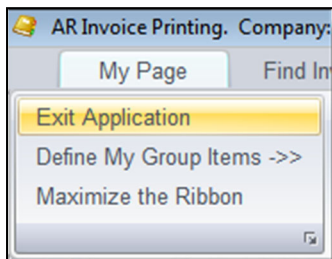 AR Invoice Printing. Company:
My Page Find In
Exit Application
Define My Group Items ->>
Maximize the Ribbon